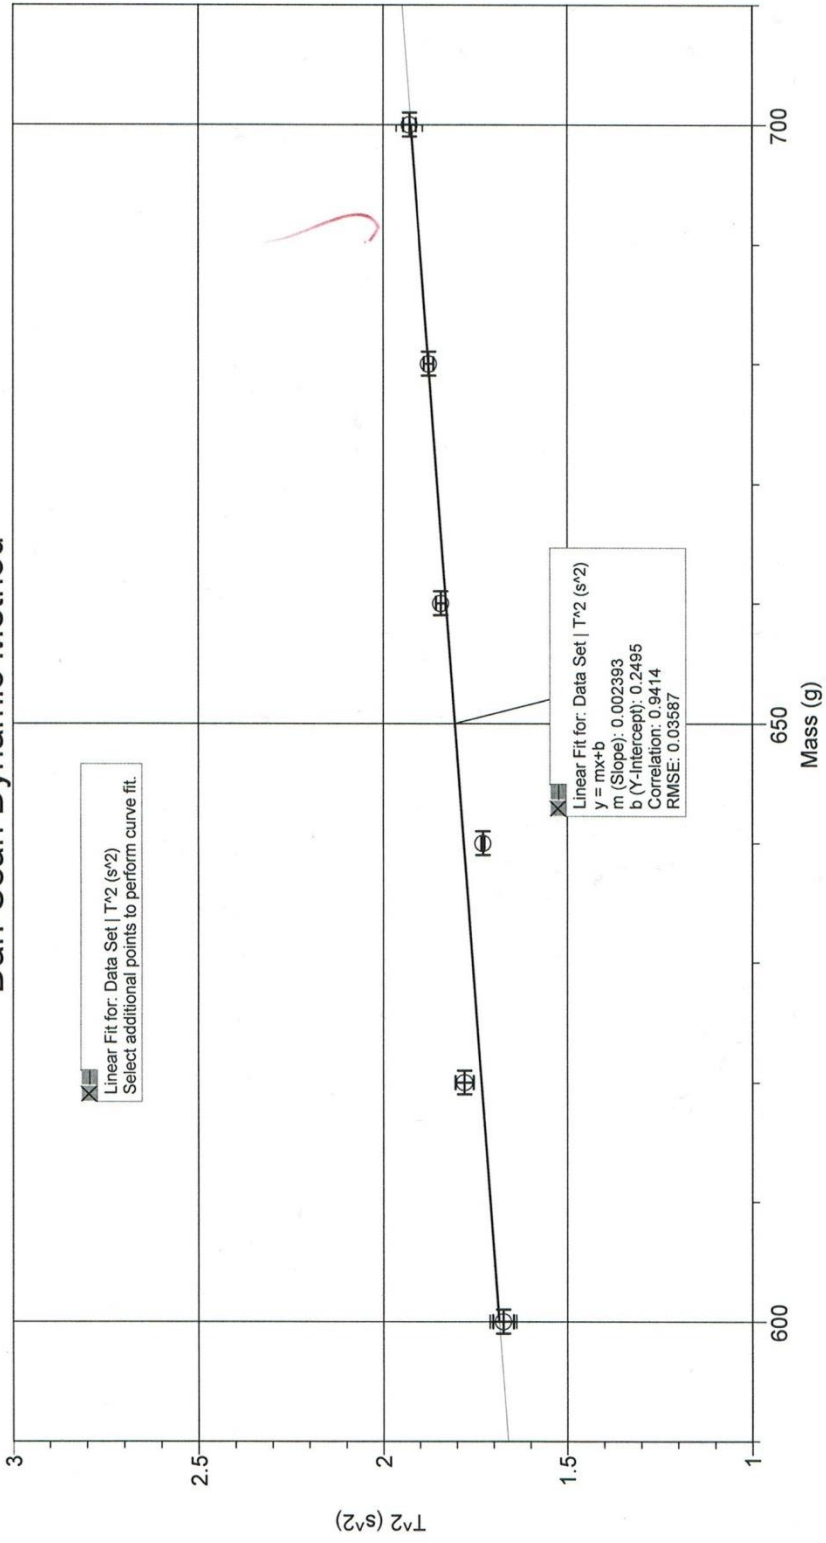 Dynamic Method
3
2.5
2
1.5
1
T^2 (s^2)
Linear Fit for: Data Set | T^2 (s^2)
Select additional points to perform curve fit.
Linear Fit for: Data Set | T^2 (s^2)
y = mx+b
m (Slope): 0.002393
b (Y-Intercept): 0.2495
Correlation: 0.9414
RMSE: 0.03587
600
650
700
Mass (g)